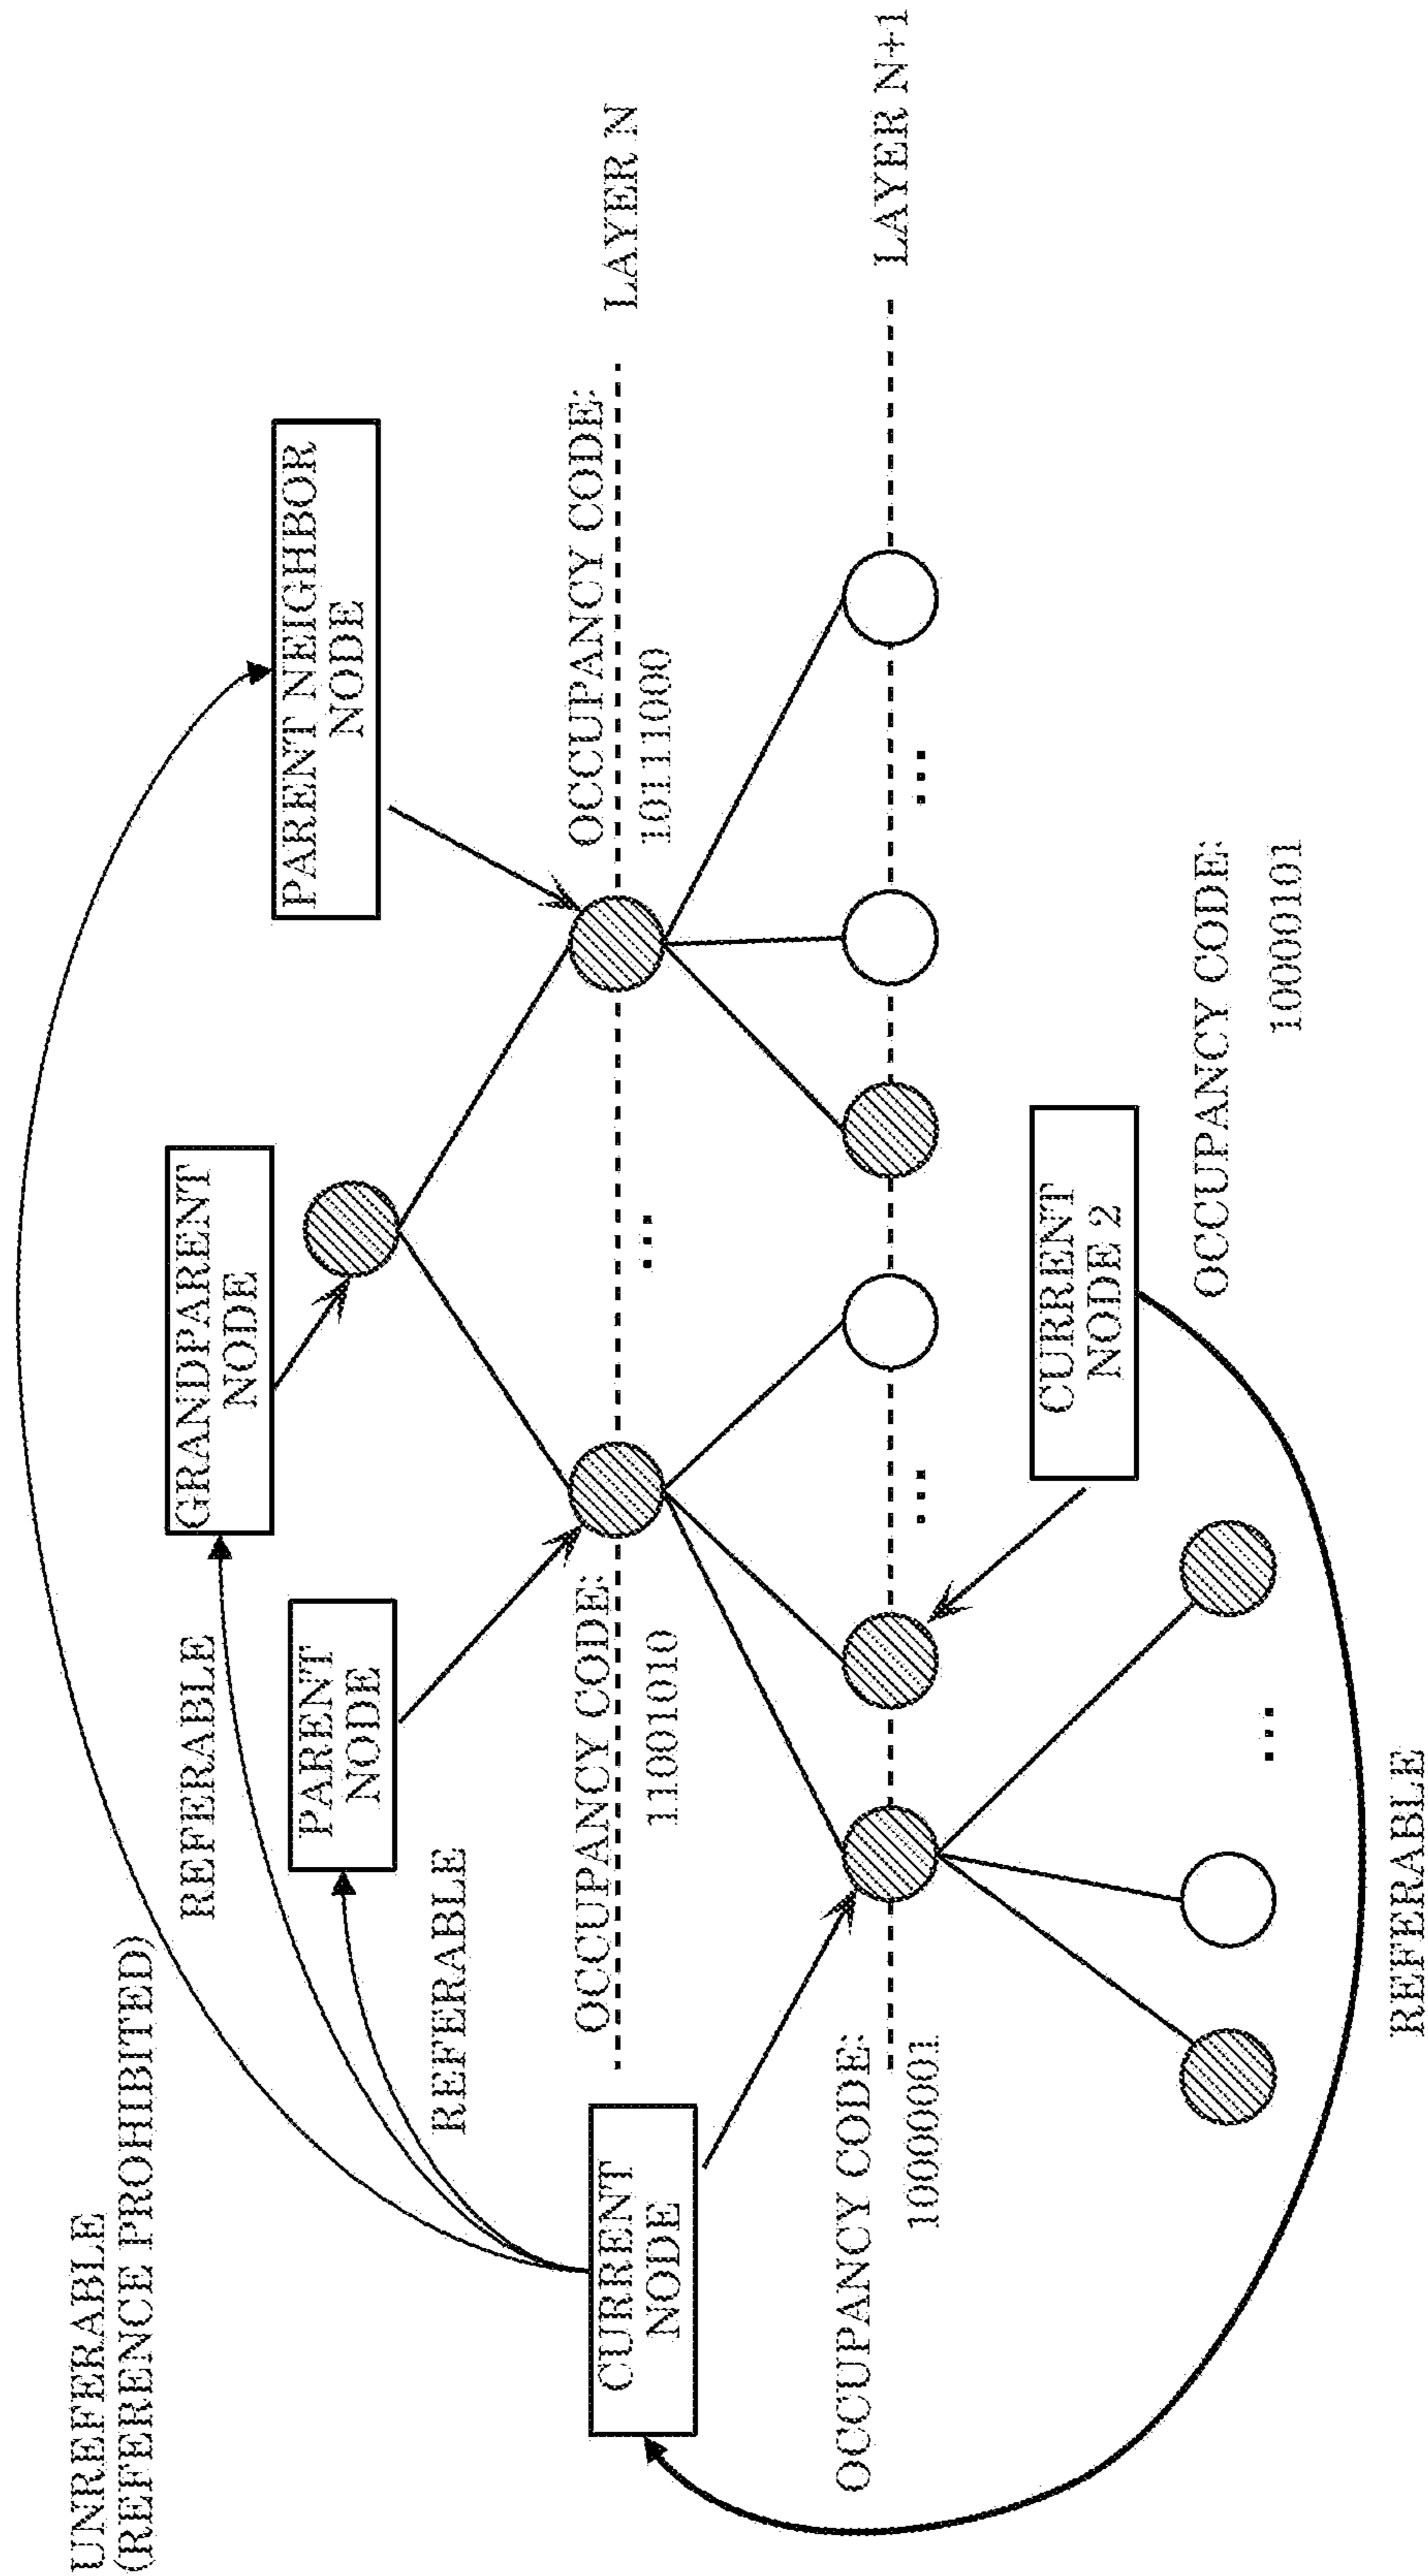 UNREFERABLE
(REFERENCE PROHIBITED)
REFERABLE
GRANDPARENT
NODE
PARENT NEIGHBOR
NODE
PARENT
NODE
REFERABLE
OCCUPANCY CODE:
11001010
OCCUPANCY CODE:
10111000
LAYER N
CURRENT
NODE
OCCUPANCY CODE:
10000001
LAYER N+1
CURRENT
NODE 2
OCCUPANCY CODE:
10000101
REFERABLE
...
...
...
...